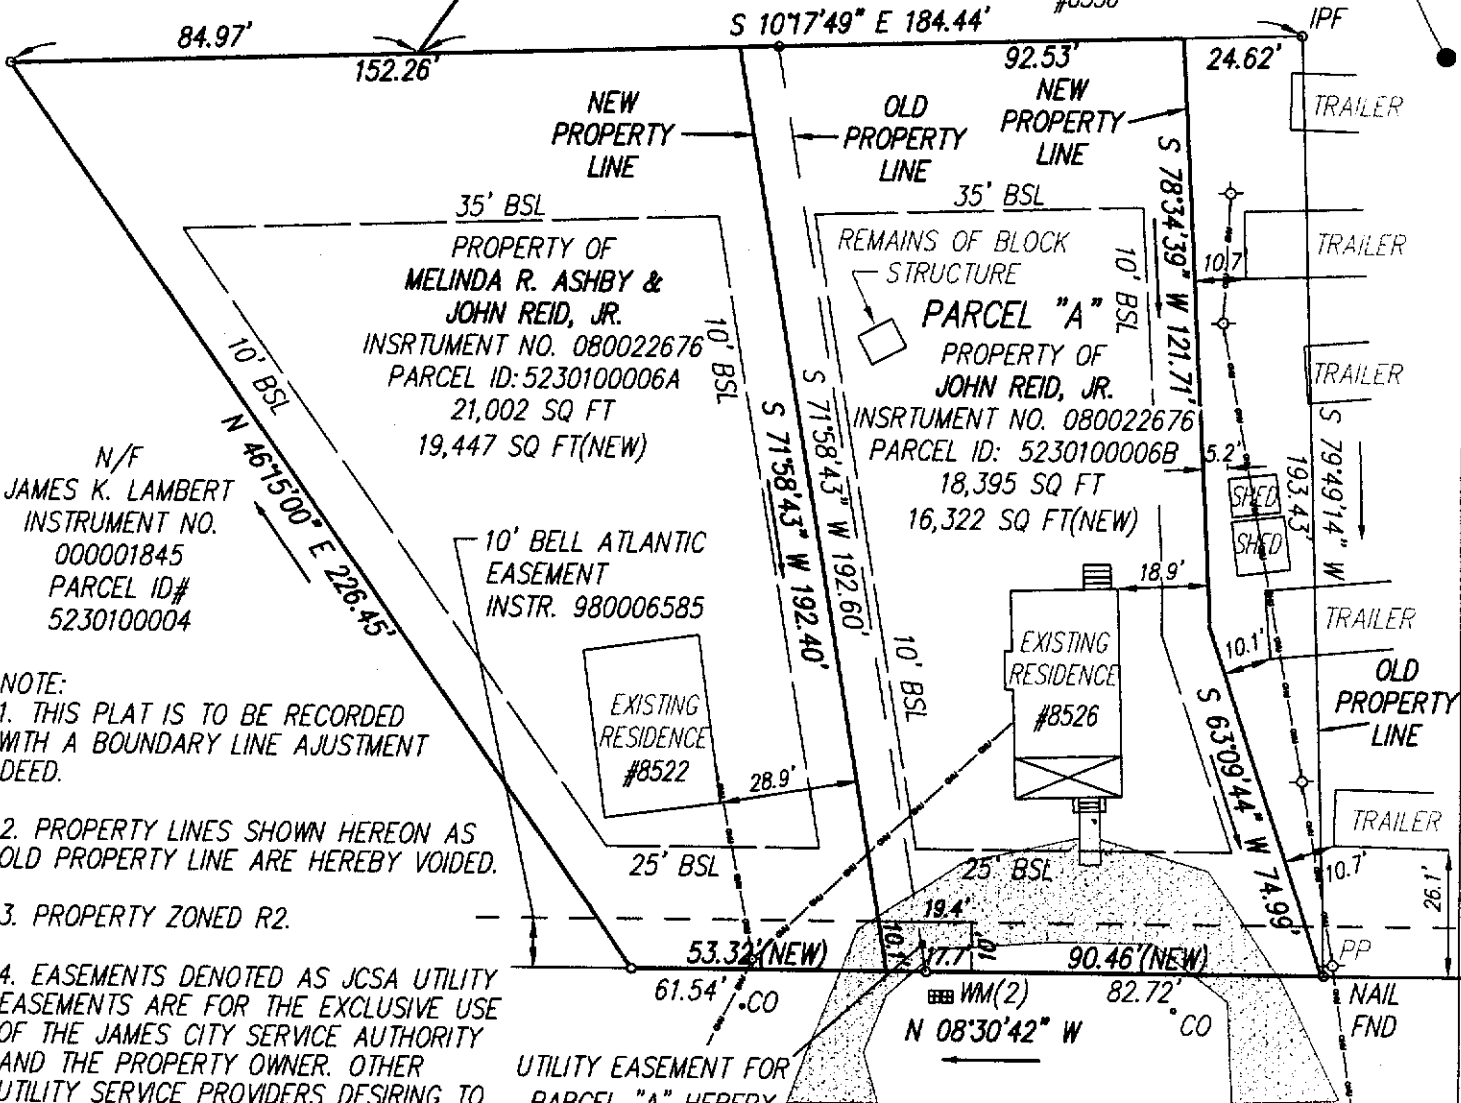 #8530
84.97'
S 10°17'49" E 184.44'
IPF
152.26'
92.53'
24.62'
NEW
PROPERTY
LINE
OLD
PROPERTY
LINE
NEW
PROPERTY
LINE
TRAILER
S 78°34'39" W 121.71'
35' BSL
35' BSL
PROPERTY OF
MELINDA R. ASHBY &
JOHN REID, JR.
INSRTUMENT NO. 080022676
PARCEL ID:5230100006A
21,002 SQ FT
19,447 SQ FT(NEW)
10' BSL
10' BSL
REMAINS OF BLOCK
STRUCTURE
10' BSL
10.7'
TRAILER
PARCEL "A"
PROPERTY OF
JOHN REID, JR.
INSRTUMENT NO. 080022676
PARCEL ID: 5230100006B
18,395 SQ FT
16,322 SQ FT(NEW)
TRAILER
S 71°58'43" W 192.40'
S 71°58'43" W 192.60'
5.2'
SHED
SHED
S 79°49'14" W
193.43'
N 46°15'00" E 226.45'
N/F
JAMES K. LAMBERT
INSTRUMENT NO.
000001845
PARCEL ID#
5230100004
10' BELL ATLANTIC
EASEMENT
INSTR. 980006585
18.9'
TRAILER
10.1'
EXISTING
RESIDENCE
#8526
10' BSL
OLD
PROPERTY
LINE
S 63°09'44" W 74.99'
EXISTING
RESIDENCE
#8522
28.9'
TRAILER
10.7'
26.1'
25' BSL
25' BSL
NOTE:
1. THIS PLAT IS TO BE RECORDED
WITH A BOUNDARY LINE AJUSTMENT
DEED.
2. PROPERTY LINES SHOWN HEREON AS
OLD PROPERTY LINE ARE HEREBY VOIDED.
3. PROPERTY ZONED R2.
4. EASEMENTS DENOTED AS JCSA UTILITY
EASEMENTS ARE FOR THE EXCLUSIVE USE
OF THE JAMES CITY SERVICE AUTHORITY
AND THE PROPERTY OWNER. OTHER
UTILITY SERVICE PROVIDERS DESIRING TO
19.4'
10.1'
17.7'
10'
53.32'(NEW)
90.46'(NEW)
PP
61.54'
CO
WM(2)
82.72'
CO
NAIL
FND
N 08°30'42" W
UTILITY EASEMENT FOR
PARCEL "A" HEREBY